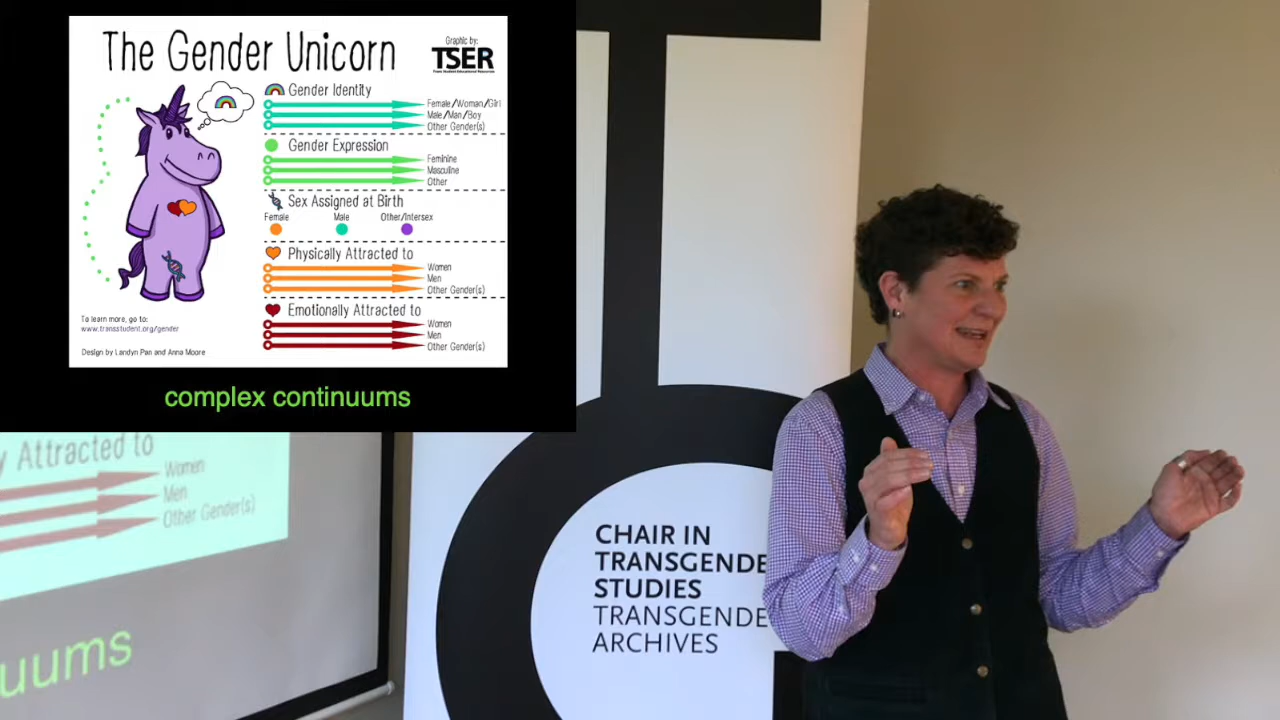 The Gender Unicorn
Graphic by:
TSER
Trans Student Educational Resources
Gender Identity
Female/Woman/Girl
Male/Man/Boy
Other Gender(s)
Gender Expression
Feminine
Masculine
Other
Sex Assigned at Birth
Female Male Other/Intersex
Physically Attracted to
Women
Men
Other Gender(s)
Emotionally Attracted to
Women
Men
Other Gender(s)
To learn more, go to:
www.transstudent.org/gender
Design by Landyn Pan and Anna Moore
complex continuums
y Attracted to
Women
Men
Other Gender(s)
uums
CHAIR IN
TRANSGENDE
STUDIES
TRANSGENDE
ARCHIVES